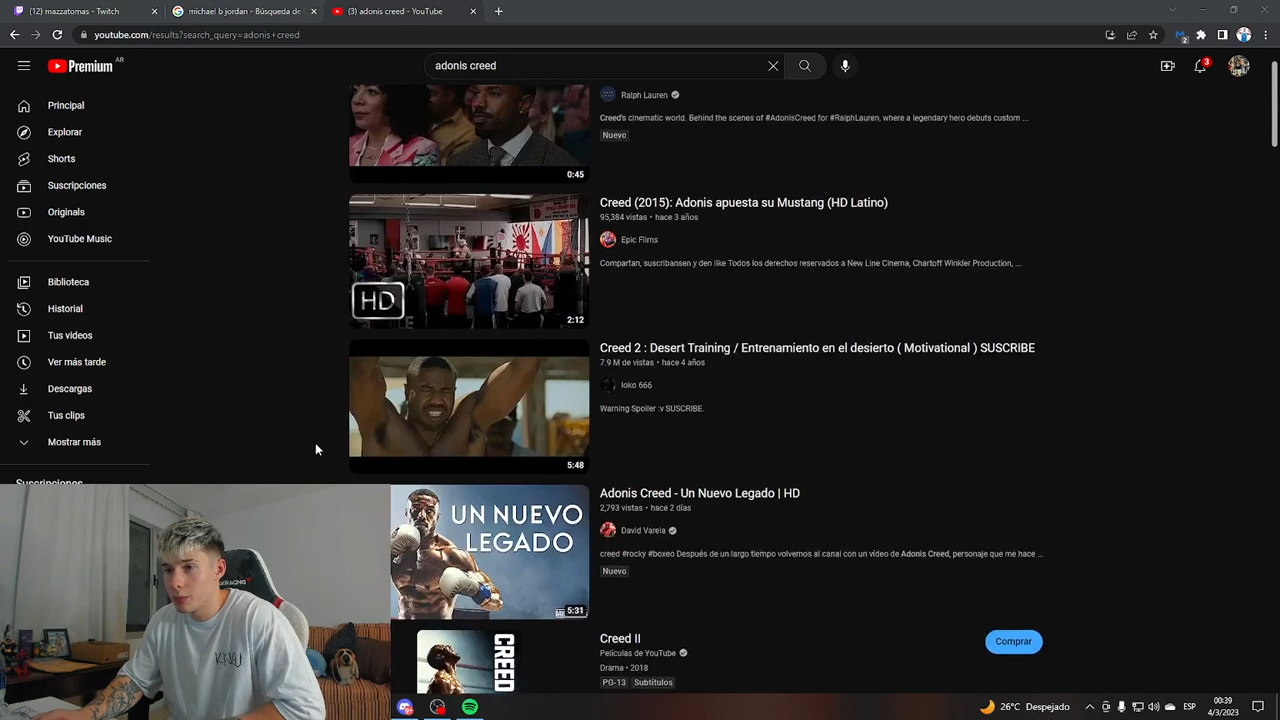 (12) mazzatomas - Twitch
michael b jordan - Búsqueda de
(3) adonis creed - YouTube
youtube.com/results?search_query=adonis+creed
2
Premium AR
adonis creed
3
Principal
Explorar
Shorts
Suscripciones
Originals
YouTube Music
Biblioteca
Historial
Tus videos
Ver más tarde
Descargas
Tus clips
Mostrar más
Suscripciones
Ralph Lauren
Creed's cinematic world. Behind the scenes of #AdonisCreed for #RalphLauren, where a legendary hero debuts custom ...
Nuevo
0:45
Creed (2015): Adonis apuesta su Mustang (HD Latino)
95,384 vistas • hace 3 años
Epic Films
Compartan, suscribansen y den like Todos los derechos reservados a New Line Cinema, Chartoff Winkler Production, ...
HD
2:12
Creed 2 : Desert Training / Entrenamiento en el desierto ( Motivational ) SUSCRIBE
7.9 M de vistas • hace 4 años
loko 666
Warning Spoiler :v SUSCRIBE.
5:48
Adonis Creed - Un Nuevo Legado | HD
2,793 vistas • hace 2 días
David Varela
creed #rocky #boxeo Después de un largo tiempo volvemos al canal con un vídeo de Adonis Creed, personaje que me hace ...
Nuevo
UN NUEVO
LEGADO
5:31
Creed II
Películas de YouTube
Drama • 2018
PG-13 Subtítulos
Comprar
CREED
26°C Despejado
ESP
00:39
4/3/2023